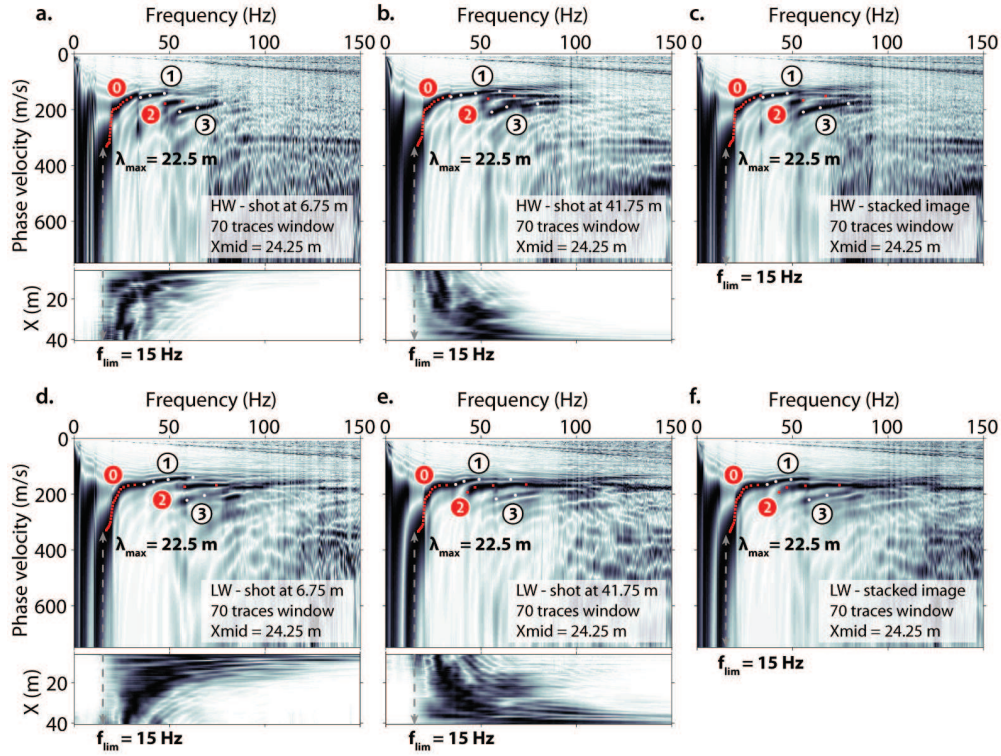 a. b. c.
Frequency (Hz) Frequency (Hz) Frequency (Hz)
0 50 100 150 0 50 100 150 0 50 100 150
Phase velocity (m/s)
0
200
400
600
0 1 2 3
λmax = 22.5 m
HW - shot at 6.75 m
70 traces window
Xmid = 24.25 m
0 1 2 3
λmax = 22.5 m
HW - shot at 41.75 m
70 traces window
Xmid = 24.25 m
0 1 2 3
λmax = 22.5 m
HW - stacked image
70 traces window
Xmid = 24.25 m
flim = 15 Hz
X (m)
20
40
flim = 15 Hz flim = 15 Hz
d. e. f.
Frequency (Hz) Frequency (Hz) Frequency (Hz)
0 50 100 150 0 50 100 150 0 50 100 150
Phase velocity (m/s)
0
200
400
600
0 1 2 3
λmax = 22.5 m
LW - shot at 6.75 m
70 traces window
Xmid = 24.25 m
0 1 2 3
λmax = 22.5 m
LW - shot at 41.75 m
70 traces window
Xmid = 24.25 m
0 1 2 3
λmax = 22.5 m
LW - stacked image
70 traces window
Xmid = 24.25 m
flim = 15 Hz
X (m)
20
40
flim = 15 Hz flim = 15 Hz